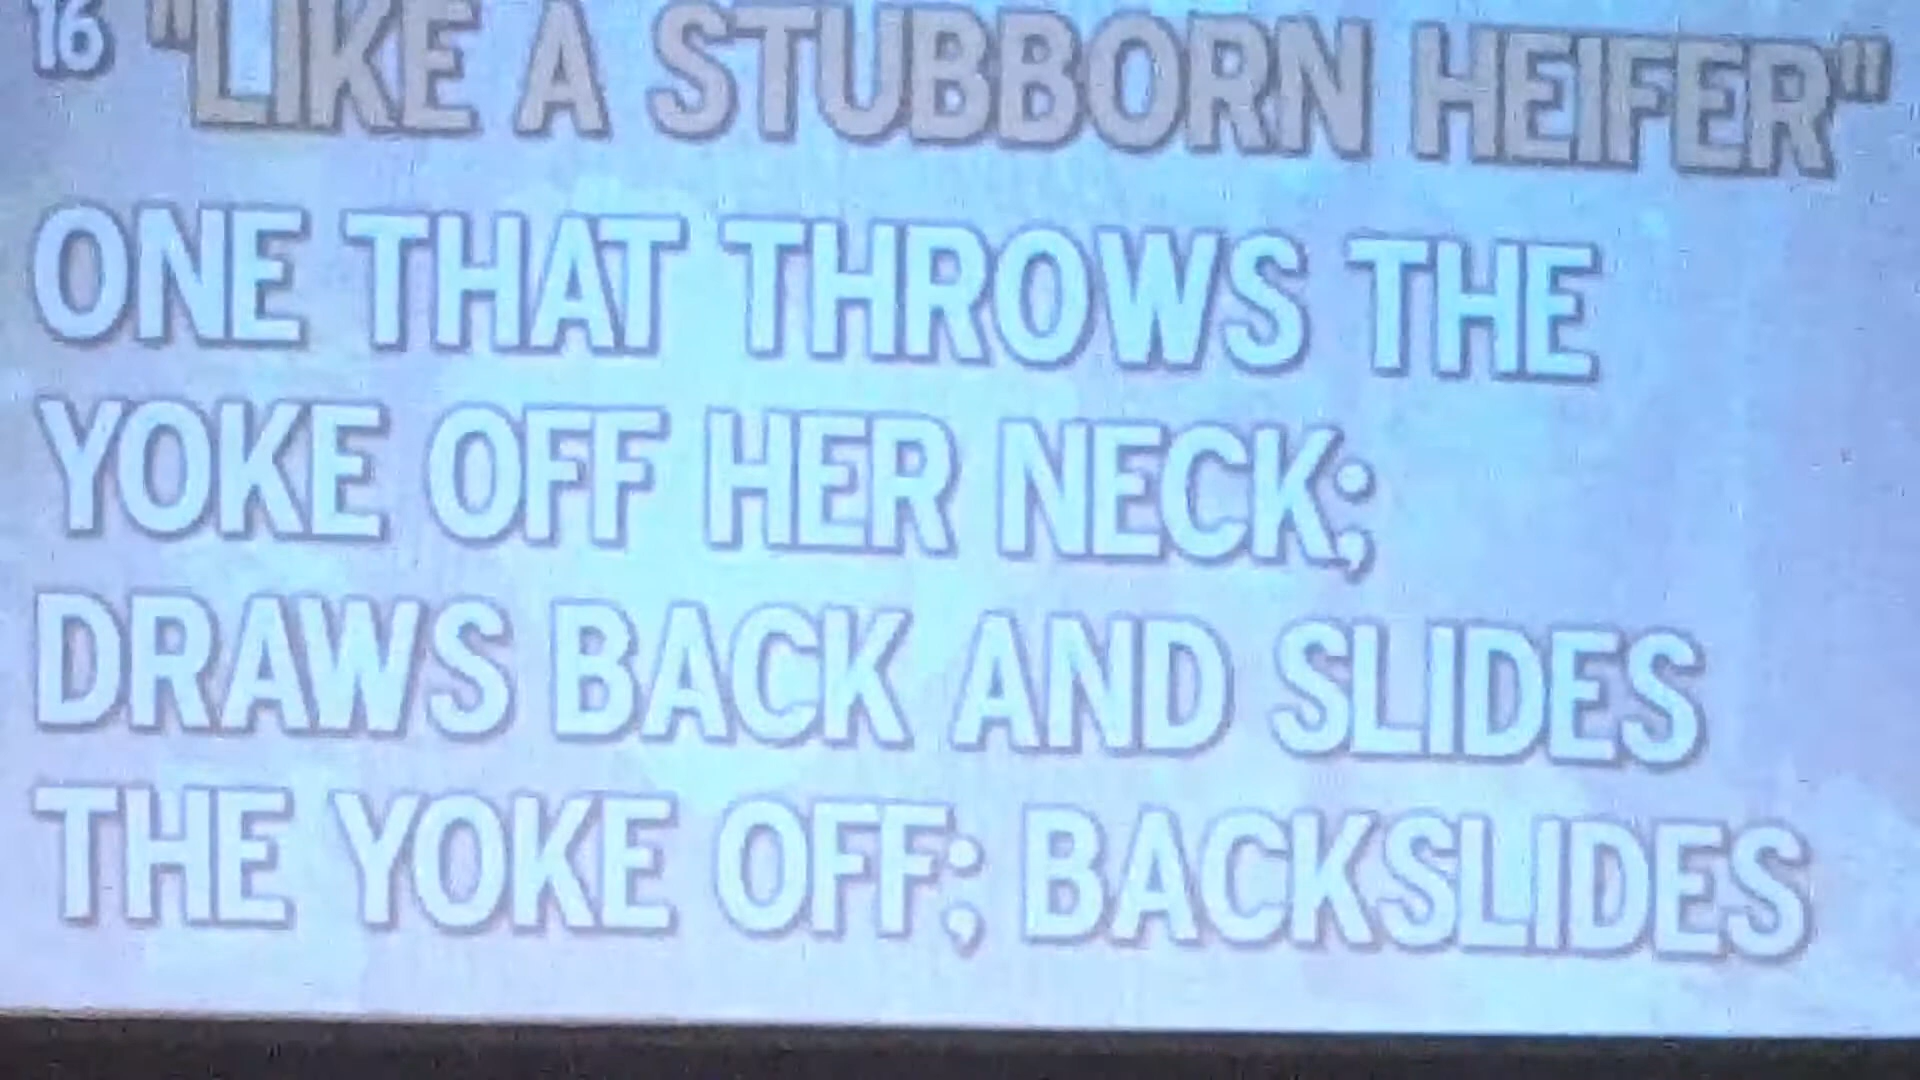 16 "LIKE A STUBBORN HEIFER"
ONE THAT THROWS THE
YOKE OFF HER NECK;
DRAWS BACK AND SLIDES
THE YOKE OFF; BACKSLIDES